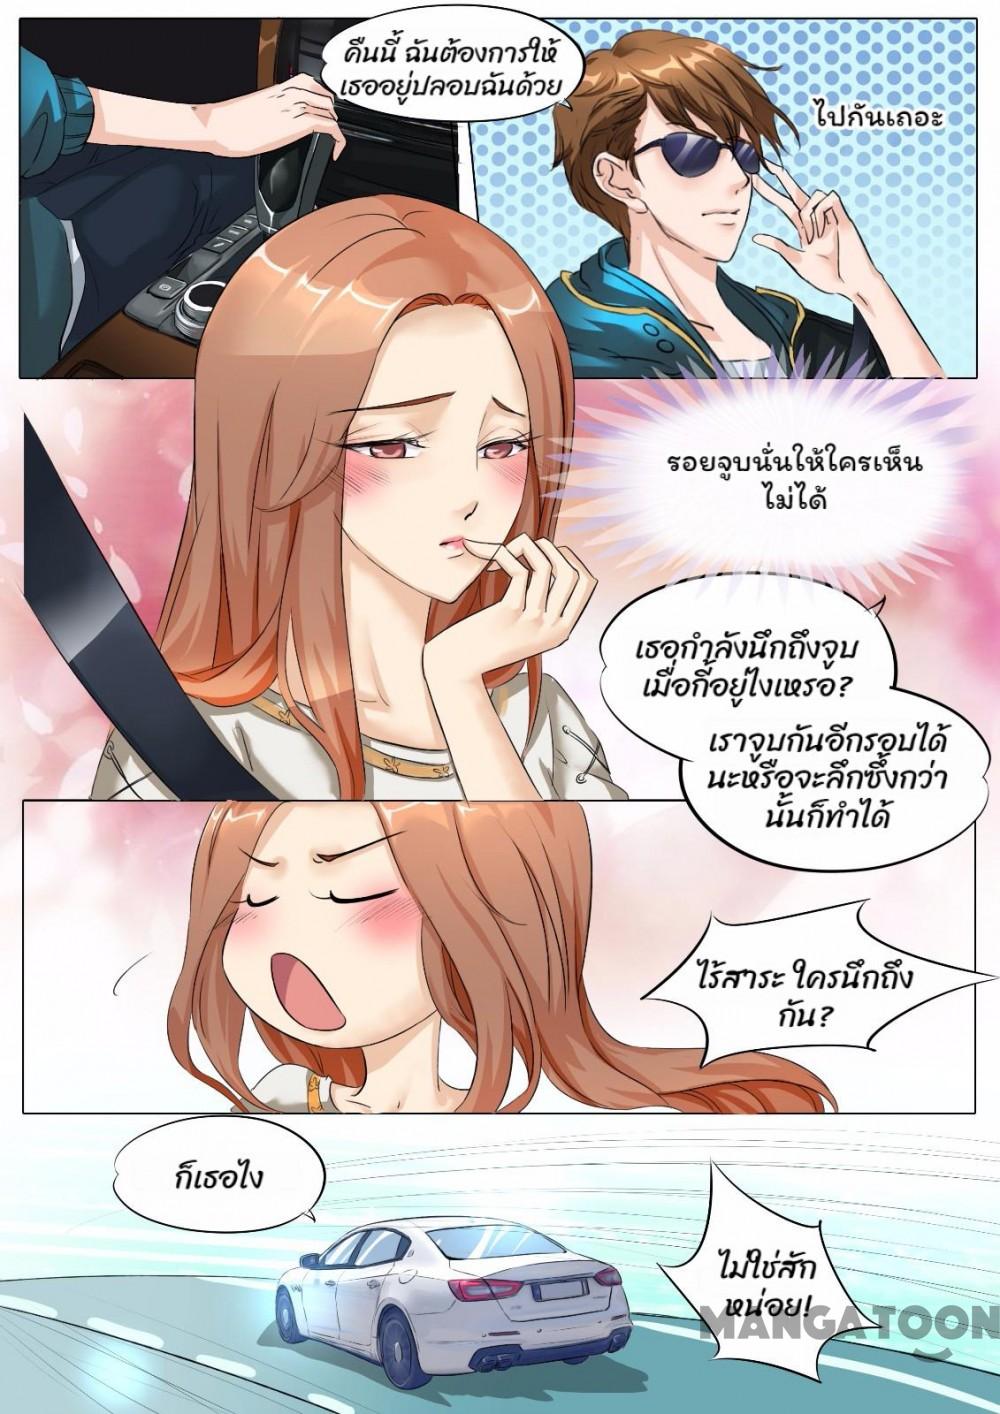 คืนนี้ ฉันต้องการให้
เธออยู่ปลอบฉันด้วย
ไปกันเถอะ
รอยจูบนั่นให้ใครเห็น
ไม่ได้
เธอกำลังนึกถึงจูบ
เมื่อกี้อยู่ไงเหรอ?
เราจูบกันอีกรอบได้
นะหรือจะลึกซึ้งกว่า
นั้นก็ทำได้
ไร้สาระ ใครนึกถึง
กัน?
ก็เธอไง
ไม่ใช่สัก
หน่อย!
MANGATOON